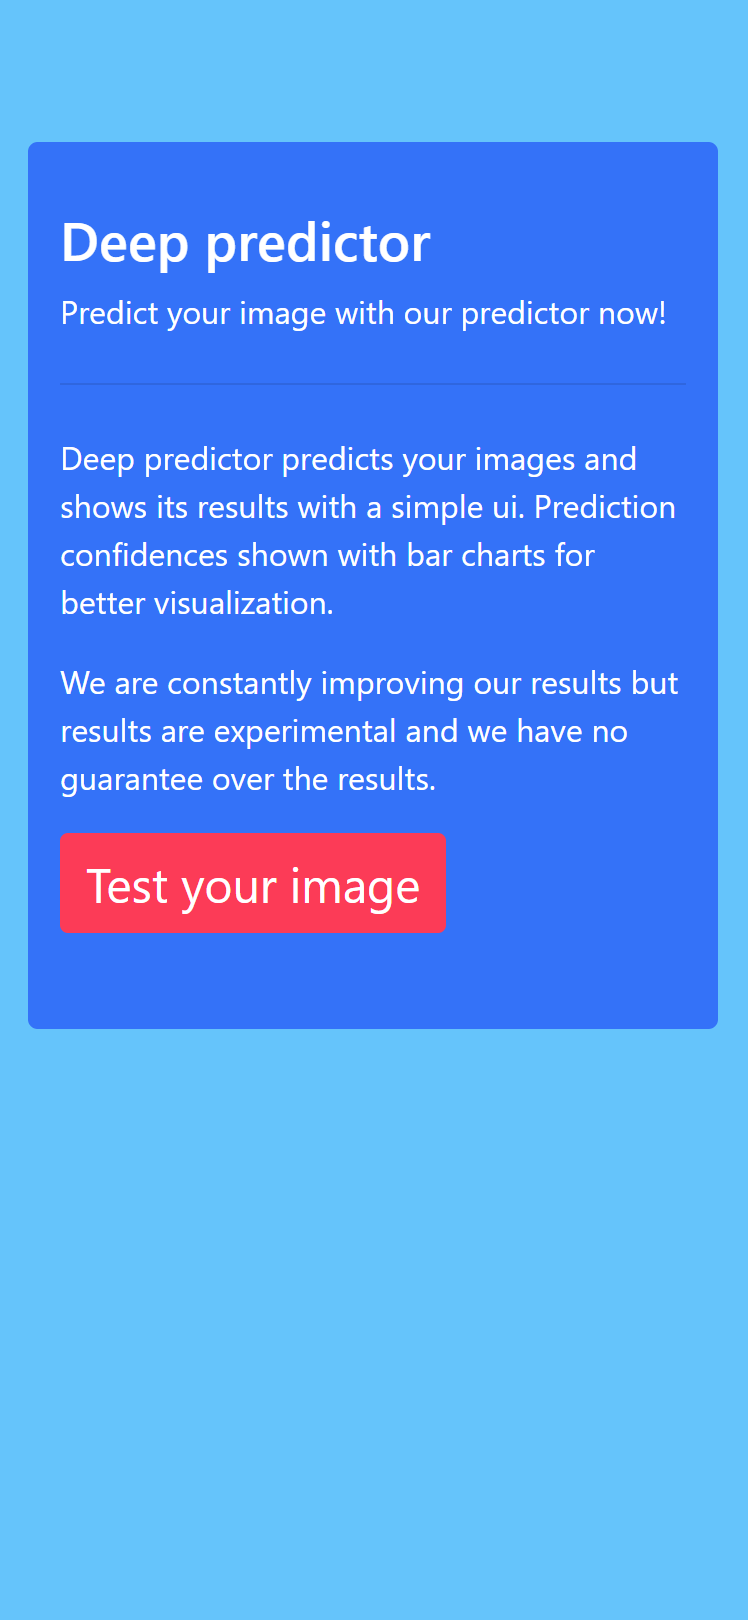 Deep predictor
Predict your image with our predictor now!
Deep predictor predicts your images and
shows its results with a simple ui. Prediction
confidences shown with bar charts for
better visualization.
We are constantly improving our results but
results are experimental and we have no
guarantee over the results.
Test your image